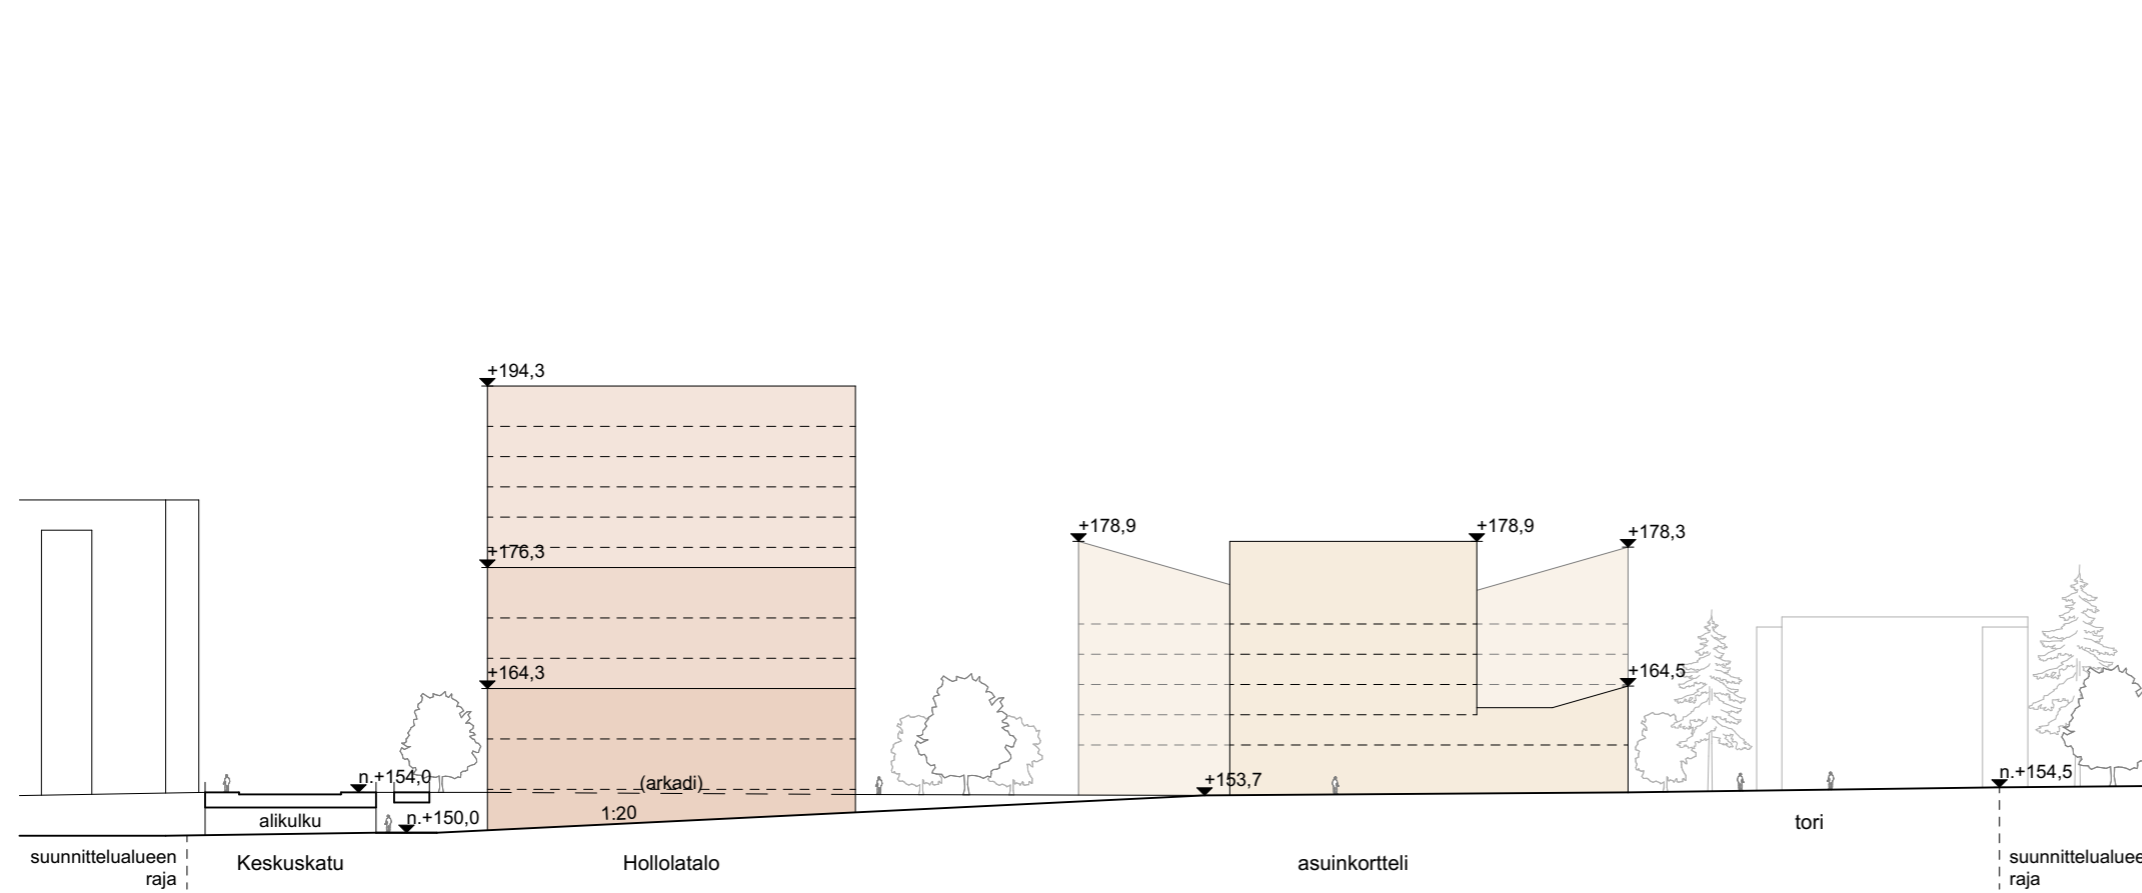 +194,3
+178,9
+178,9
+178,3
+176,3
+164,3
+164,5
n.+154,0
(arkadi)
+153,7
n.+154,5
alikulku
n.+150,0
1:20
tori
suunnittelualueen
raja
Keskuskatu
Hollolatalo
asuinkortteli
suunnittelualuee
raja